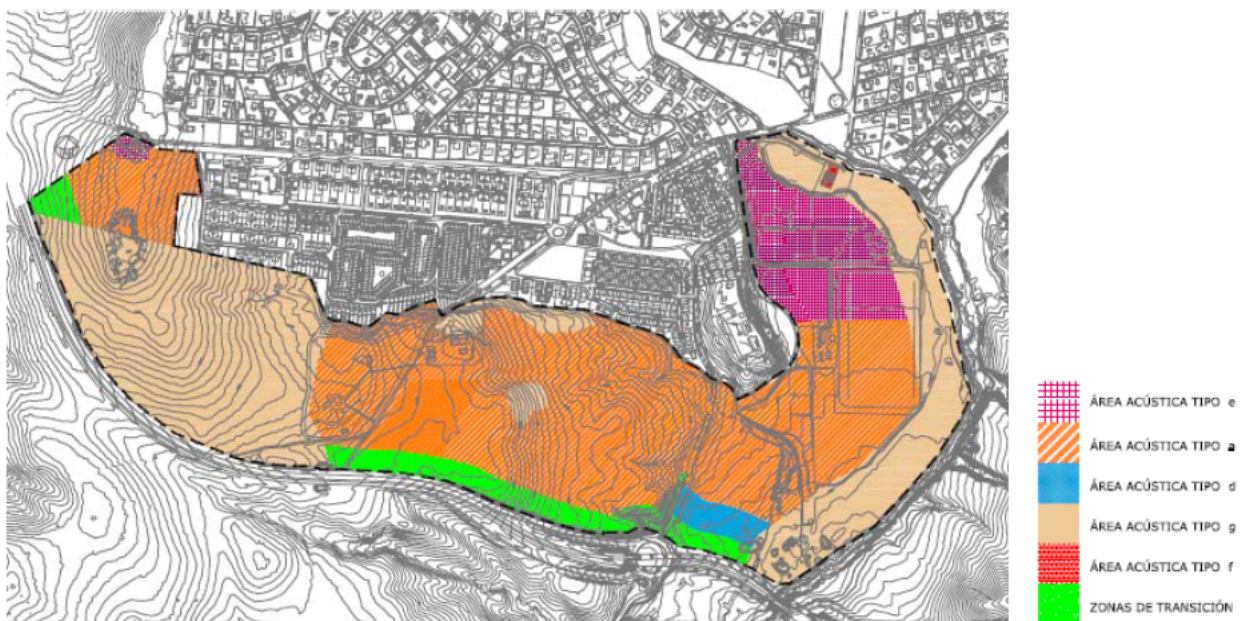 ÁREA ACÚSTICA TIPO e
ÁREA ACÚSTICA TIPO a
ÁREA ACÚSTICA TIPO d
ÁREA ACÚSTICA TIPO g
ÁREA ACÚSTICA TIPO f
ZONAS DE TRANSICIÓN